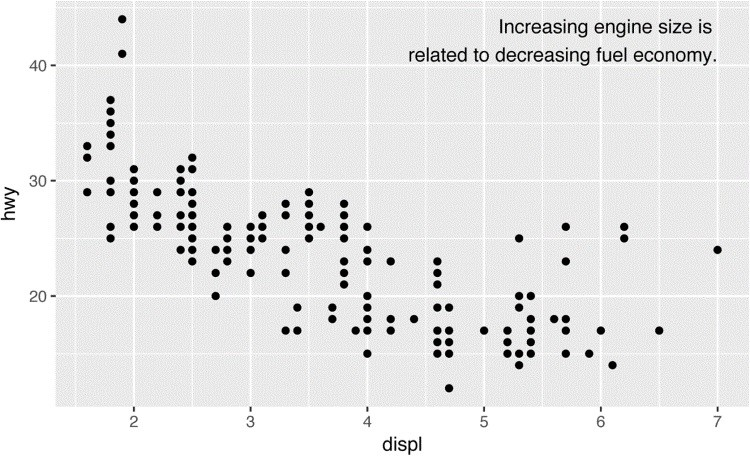 Increasing engine size is
related to decreasing fuel economy.
40
30
20
hwy
2 3 4 5 6 7
displ